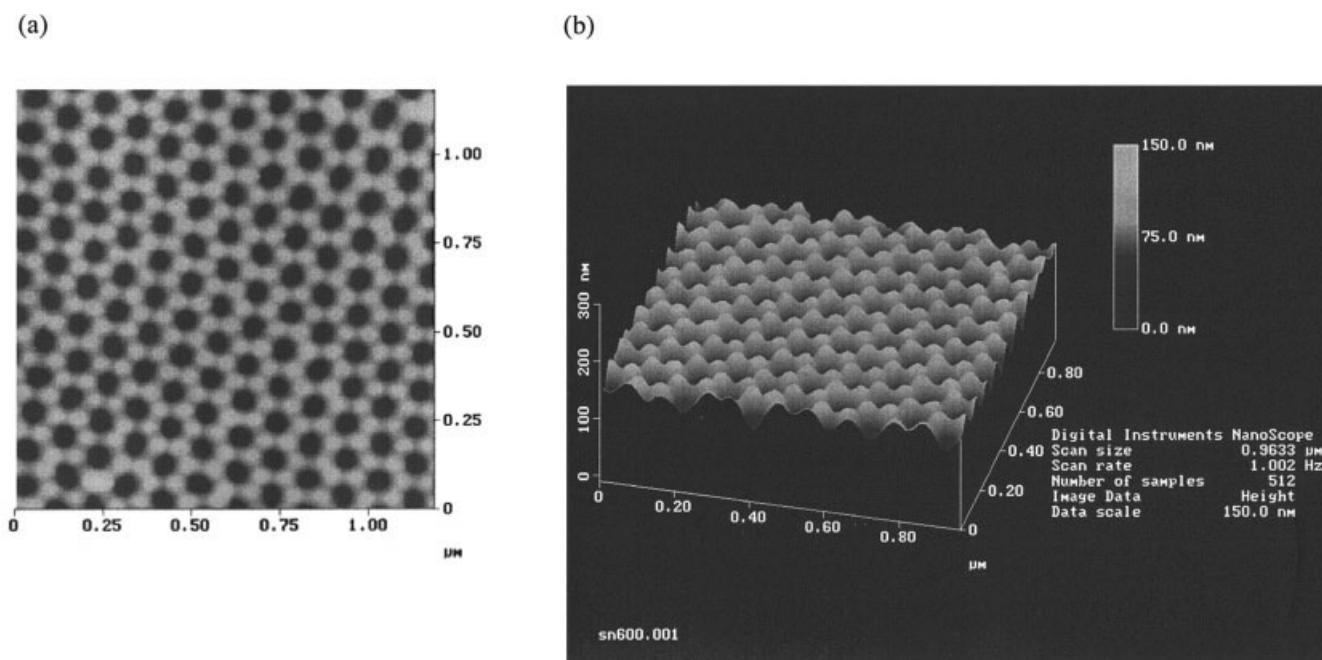 (a)
(b)
1.00
0.75
0.50
0.25
0
0 0.25 0.50 0.75 1.00
μM
150.0 nM
75.0 nM
0.0 nM
300 nM
200
100
0
0 0.20 0.40 0.60 0.80
μM
0.80
0.60
0.40
0.20
0
Digital Instruments NanoScope
Scan size 0.9633 μM
Scan rate 1.002 Hz
Number of samples 512
Image Data Height
Data scale 150.0 nM
sn600.001